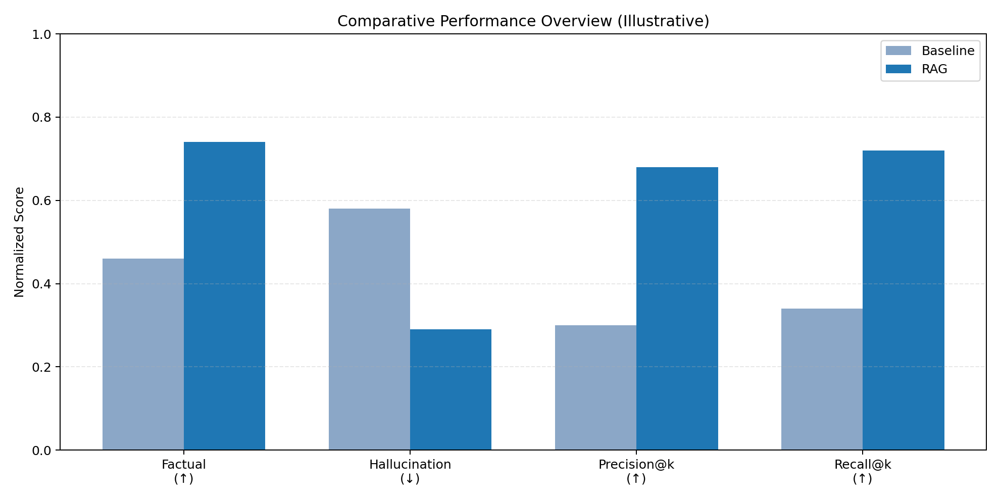 Comparative Performance Overview (Illustrative)
1.0
0.8
0.6
0.4
0.2
0.0
Normalized Score
Baseline
RAG
Factual
(↑)
Hallucination
(↓)
Precision@k
(↑)
Recall@k
(↑)